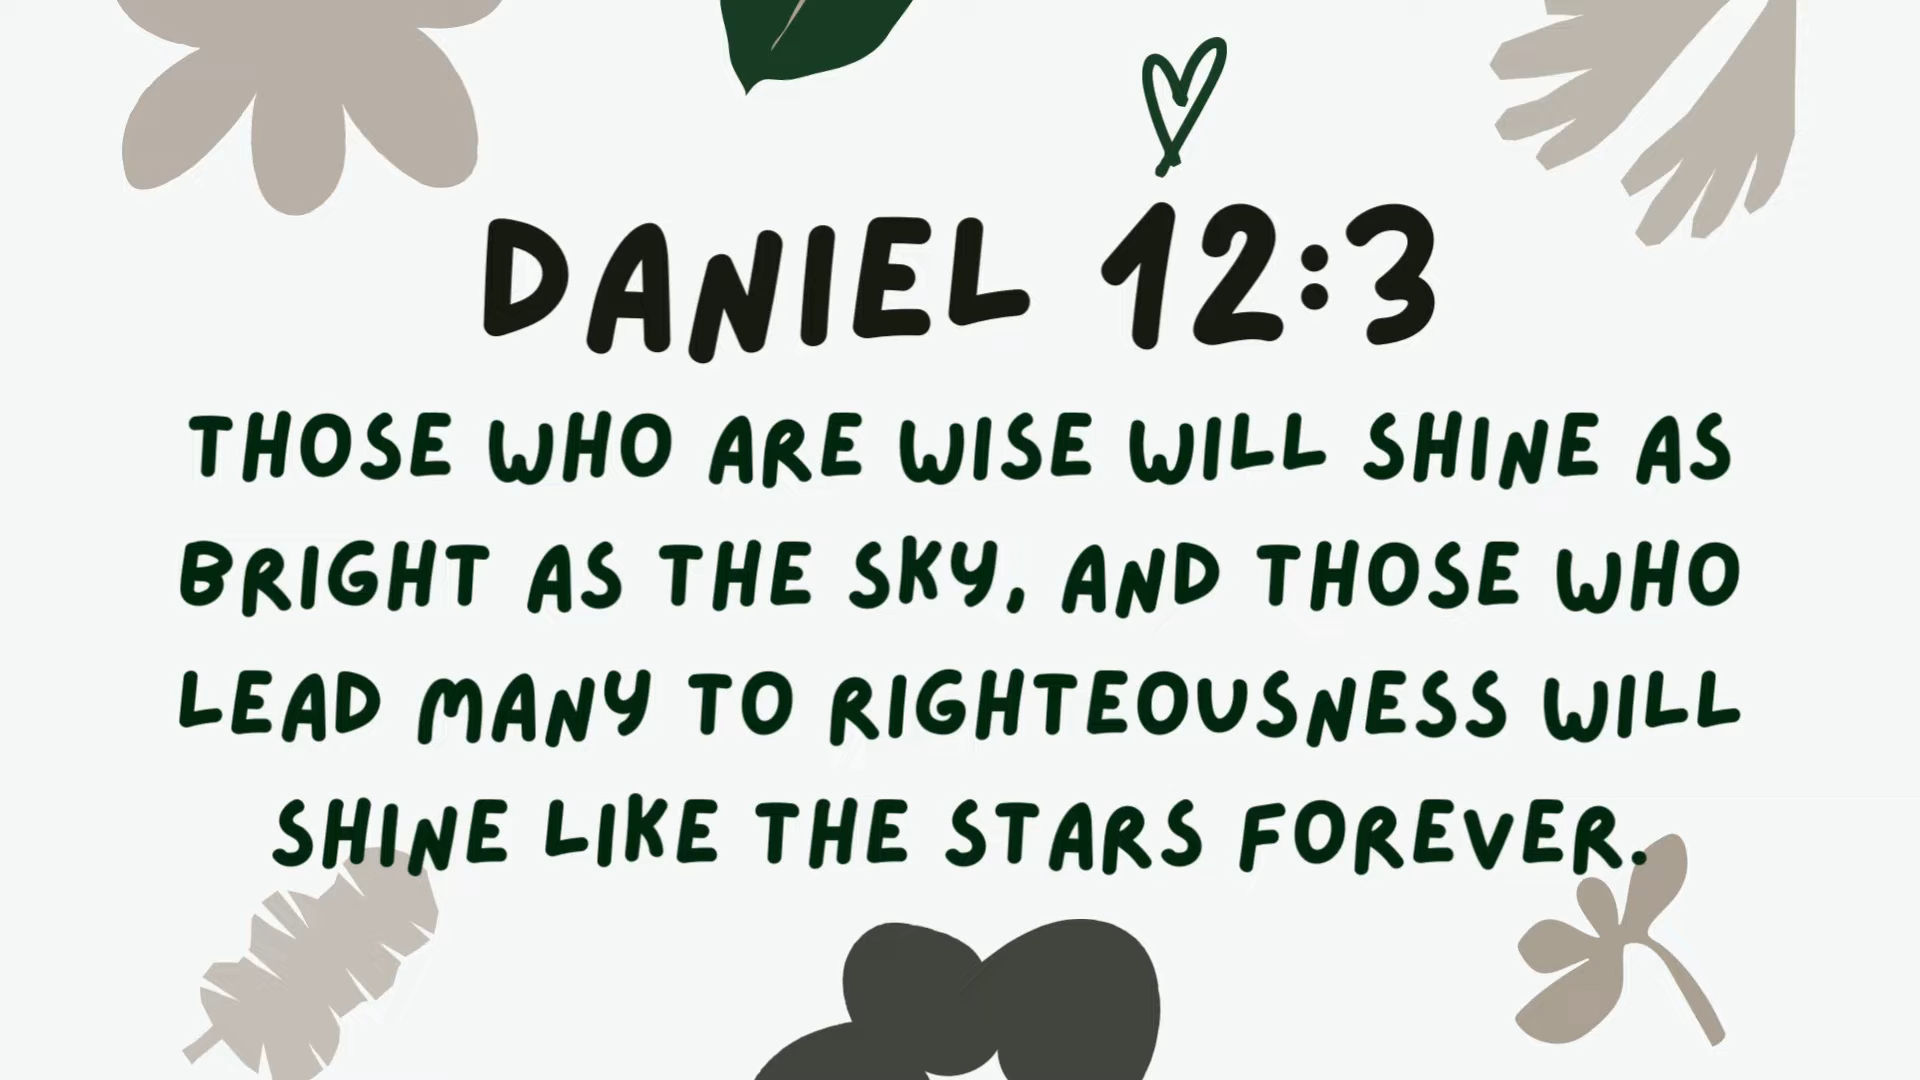 DANIEL 12:3
THOSE WHO ARE WISE WILL SHINE AS
BRIGHT AS THE SKY, AND THOSE WHO
LEAD MANY TO RIGHTEOUSNESS WILL
SHINE LIKE THE STARS FOREVER.